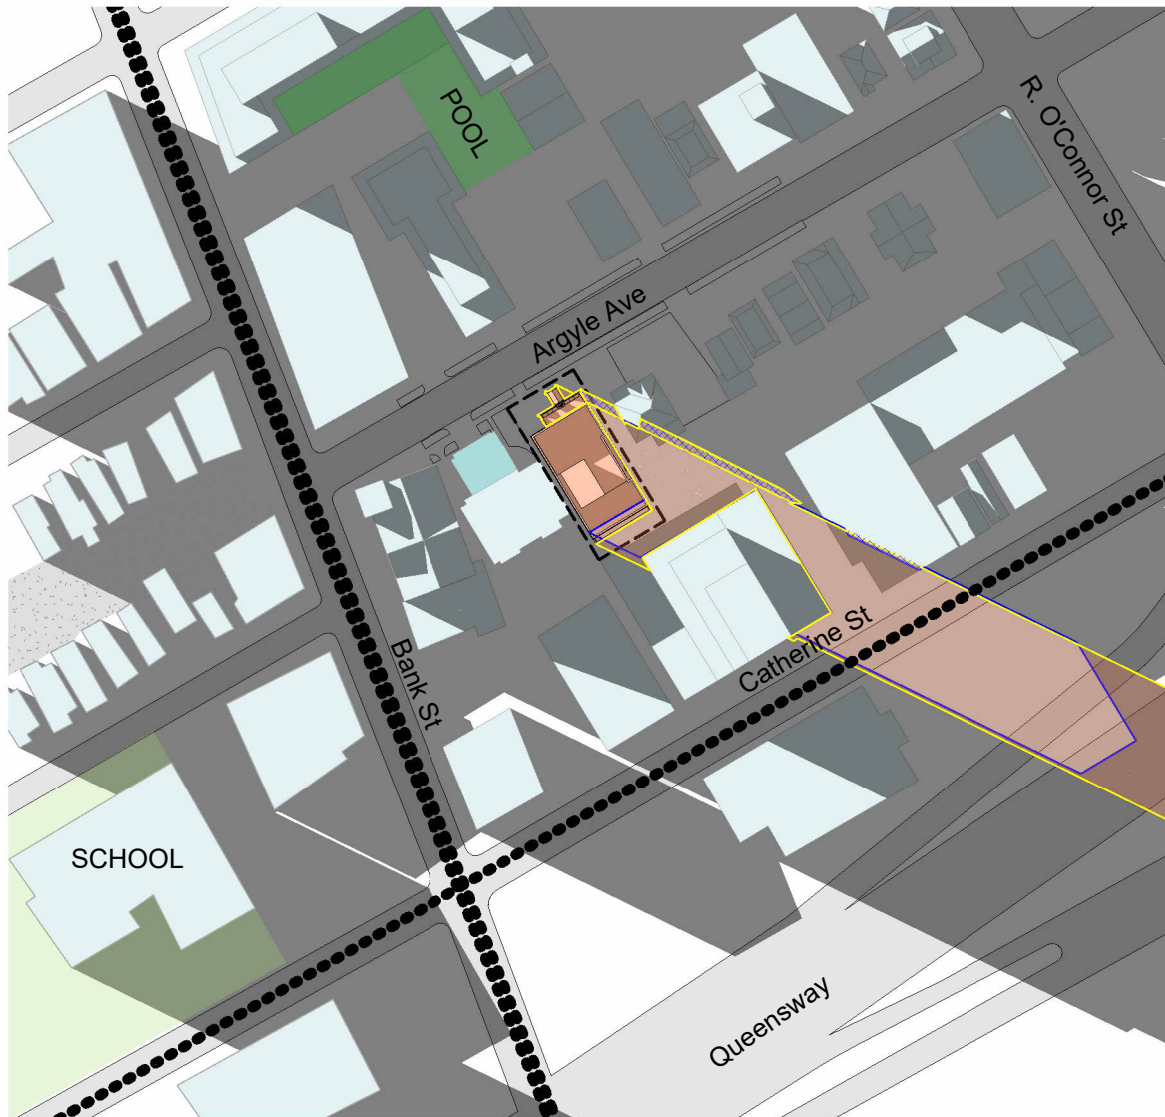 POOL
R. O'Connor St
Argyle Ave
Bank St
Catherine St
SCHOOL
Queensway